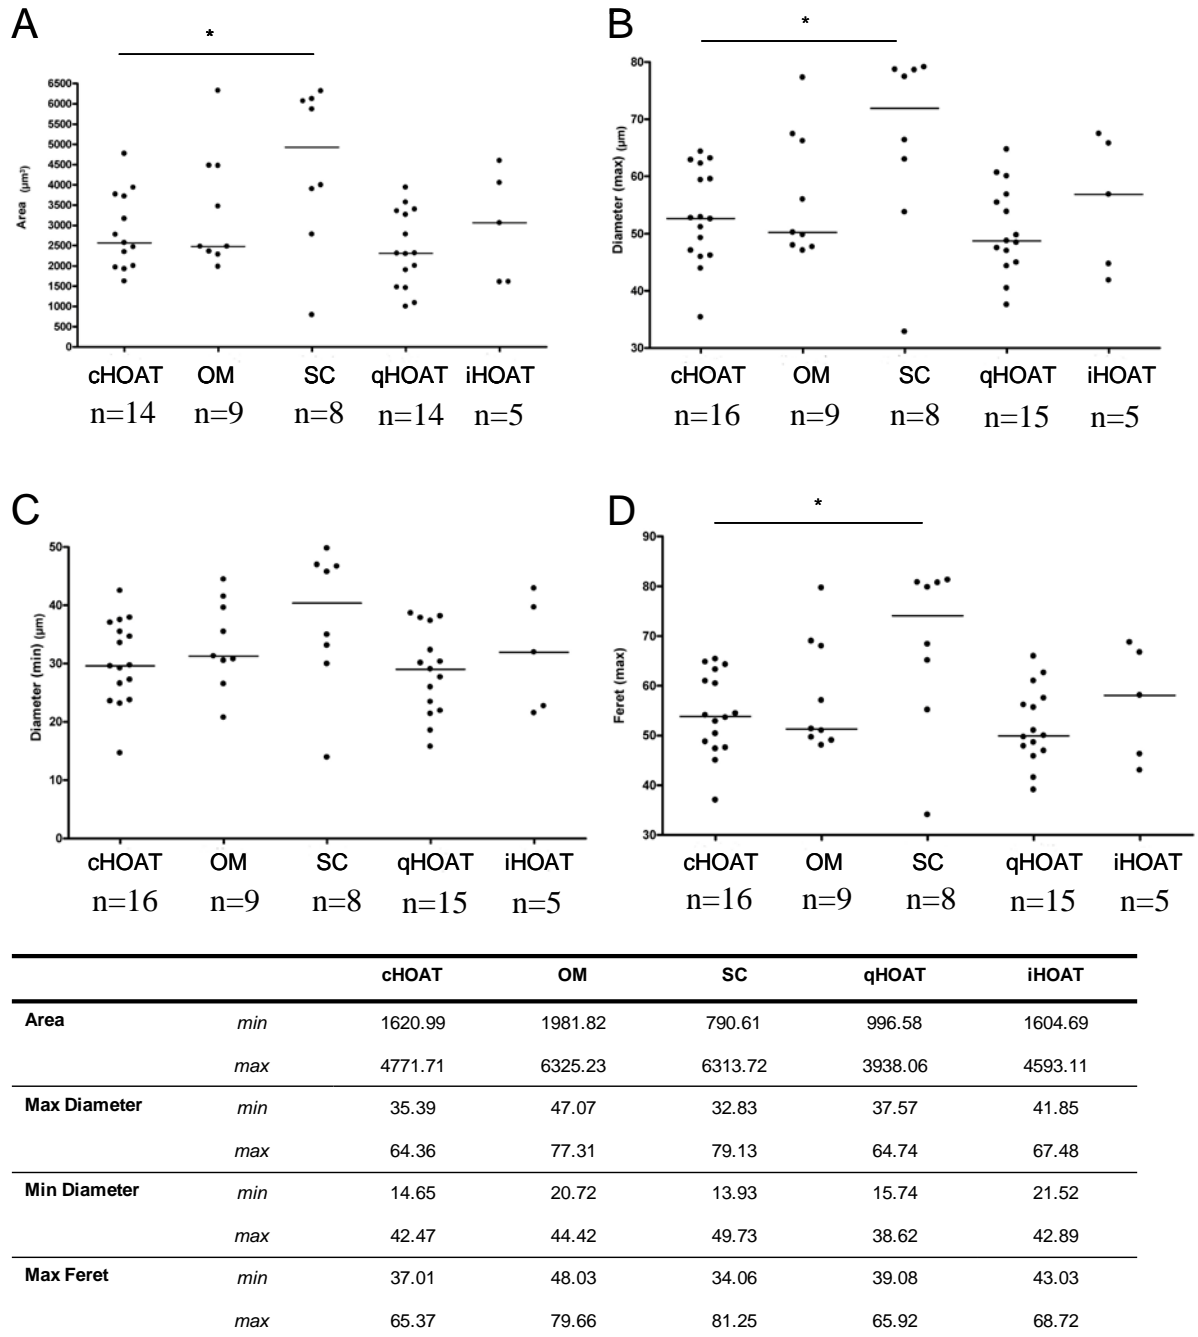 A
*
Area (µm²)
6500
6000
5500
5000
4500
4000
3500
3000
2500
2000
1500
1000
500
0
cHOAT OM SC qHOAT iHOAT
n=14 n=9 n=8 n=14 n=5
B
*
Diameter (max) (µm)
80
70
60
50
40
30
cHOAT OM SC qHOAT iHOAT
n=16 n=9 n=8 n=15 n=5
C
Diameter (min) (µm)
50
40
30
20
10
0
cHOAT OM SC qHOAT iHOAT
n=16 n=9 n=8 n=15 n=5
D
*
Feret (max)
90
80
70
60
50
40
30
cHOAT OM SC qHOAT iHOAT
n=16 n=9 n=8 n=15 n=5
cHOAT OM SC qHOAT iHOAT
Area min 1620.99 1981.82 790.61 996.58 1604.69
max 4771.71 6325.23 6313.72 3938.06 4593.11
Max Diameter min 35.39 47.07 32.83 37.57 41.85
max 64.36 77.31 79.13 64.74 67.48
Min Diameter min 14.65 20.72 13.93 15.74 21.52
max 42.47 44.42 49.73 38.62 42.89
Max Feret min 37.01 48.03 34.06 39.08 43.03
max 65.37 79.66 81.25 65.92 68.72